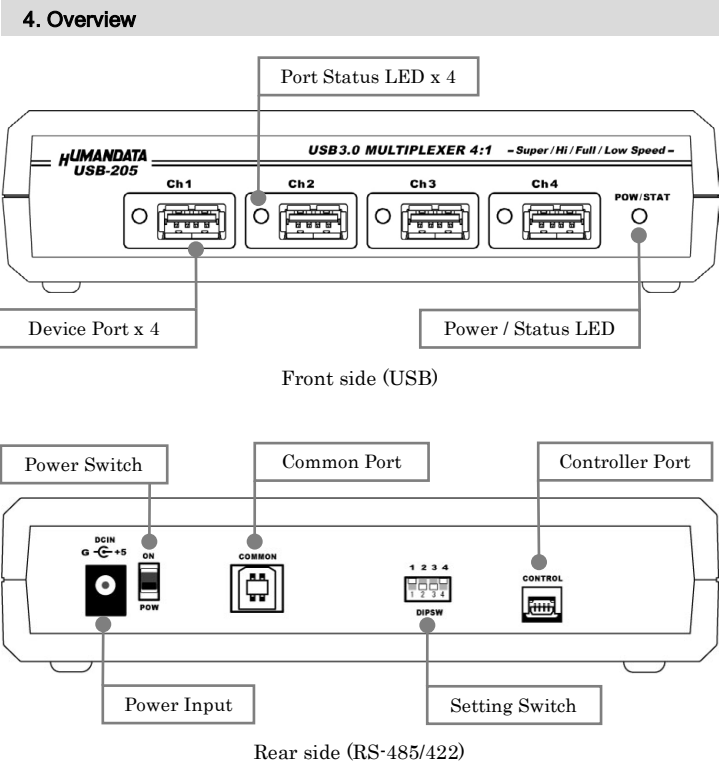 4. Overview
Port Status LED x 4
HUMANDATA
USB-205
USB3.0 MULTIPLEXER 4:1 – Super / Hi / Full / Low Speed –
Ch1 Ch2 Ch3 Ch4
POW/STAT
Device Port x 4
Power / Status LED
Front side (USB)
Power Switch
Common Port
Controller Port
DCIN
G +5
ON
POW
COMMON
1 2 3 4
1 2 3 4
DIPSW
CONTROL
Power Input
Setting Switch
Rear side (RS-485/422)